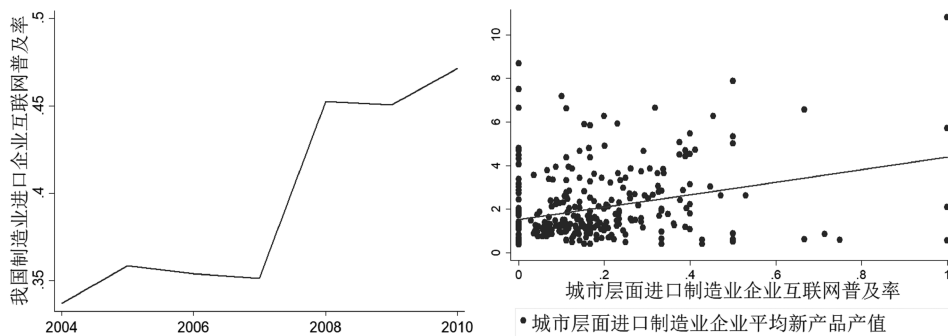 我国制造业进口企业互联网普及率
.5
.45
.4
.35
2004 2006 2008 2010
10
8
6
4
2
0
0 .2 .4 .6 .8 1
城市层面进口制造业企业互联网普及率
城市层面进口制造业企业平均新产品产值